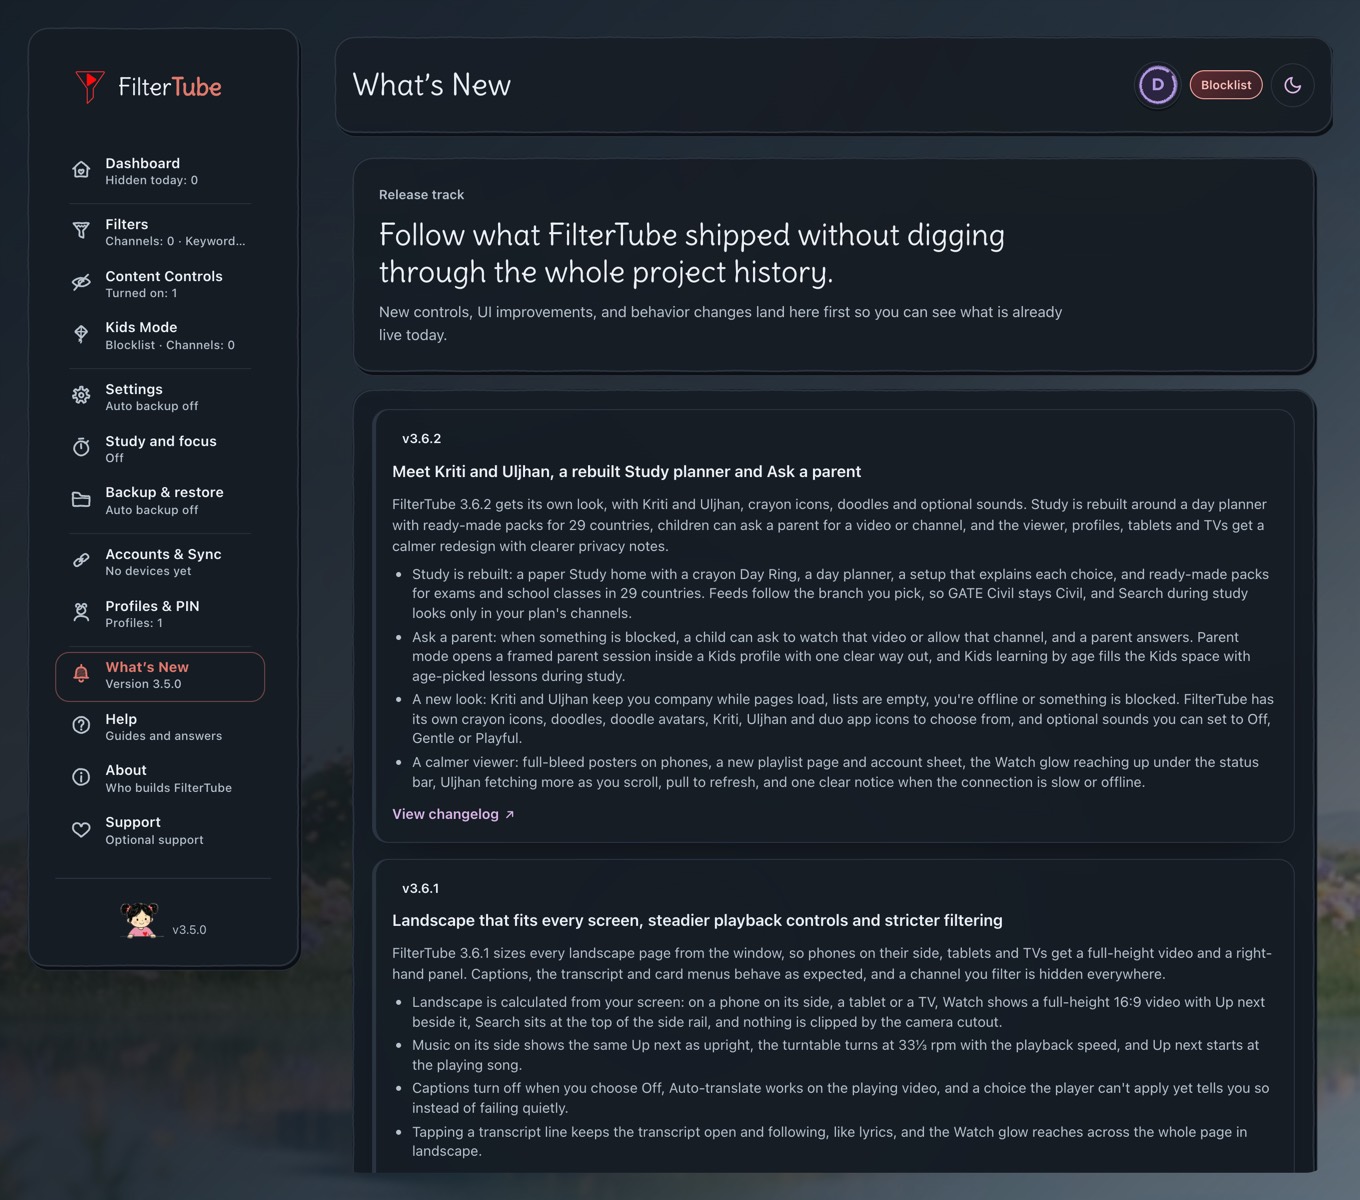 FilterTube
Dashboard
Hidden today: 0
Filters
Channels: 0 · Keyword...
Content Controls
Turned on: 1
Kids Mode
Blocklist · Channels: 0
Settings
Auto backup off
Study and focus
Off
Backup & restore
Auto backup off
Accounts & Sync
No devices yet
Profiles & PIN
Profiles: 1
What's New
Version 3.5.0
Help
Guides and answers
About
Who builds FilterTube
Support
Optional support
v3.5.0
What's New
D
Blocklist
Release track
Follow what FilterTube shipped without digging
through the whole project history.
New controls, UI improvements, and behavior changes land here first so you can see what is already
live today.
v3.6.2
Meet Kriti and Uljhan, a rebuilt Study planner and Ask a parent
FilterTube 3.6.2 gets its own look, with Kriti and Uljhan, crayon icons, doodles and optional sounds. Study is rebuilt around a day planner
with ready-made packs for 29 countries, children can ask a parent for a video or channel, and the viewer, profiles, tablets and TVs get a
calmer redesign with clearer privacy notes.
• Study is rebuilt: a paper Study home with a crayon Day Ring, a day planner, a setup that explains each choice, and ready-made packs
for exams and school classes in 29 countries. Feeds follow the branch you pick, so GATE Civil stays Civil, and Search during study
looks only in your plan's channels.
• Ask a parent: when something is blocked, a child can ask to watch that video or allow that channel, and a parent answers. Parent
mode opens a framed parent session inside a Kids profile with one clear way out, and Kids learning by age fills the Kids space with
age-picked lessons during study.
• A new look: Kriti and Uljhan keep you company while pages load, lists are empty, you're offline or something is blocked. FilterTube has
its own crayon icons, doodles, doodle avatars, Kriti, Uljhan and duo app icons to choose from, and optional sounds you can set to Off,
Gentle or Playful.
• A calmer viewer: full-bleed posters on phones, a new playlist page and account sheet, the Watch glow reaching up under the status
bar, Uljhan fetching more as you scroll, pull to refresh, and one clear notice when the connection is slow or offline.
View changelog ↗
v3.6.1
Landscape that fits every screen, steadier playback controls and stricter filtering
FilterTube 3.6.1 sizes every landscape page from the window, so phones on their side, tablets and TVs get a full-height video and a right-
hand panel. Captions, the transcript and card menus behave as expected, and a channel you filter is hidden everywhere.
• Landscape is calculated from your screen: on a phone on its side, a tablet or a TV, Watch shows a full-height 16:9 video with Up next
beside it, Search sits at the top of the side rail, and nothing is clipped by the camera cutout.
• Music on its side shows the same Up next as upright, the turntable turns at 33⅓ rpm with the playback speed, and Up next starts at
the playing song.
• Captions turn off when you choose Off, Auto-translate works on the playing video, and a choice the player can't apply yet tells you so
instead of failing quietly.
• Tapping a transcript line keeps the transcript open and following, like lyrics, and the Watch glow reaches across the whole page in
landscape.